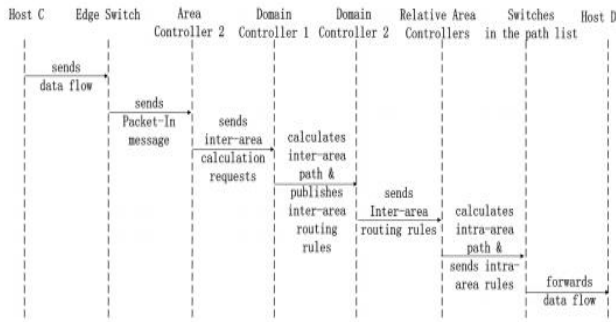 Host C
Edge Switch
Area Controller 2
Domain Controller 1
Domain Controller 2
Relative Area Controllers
Switches in the path list
Host D
sends
data flow
sends
Packet-In
message
sends
inter-area
calculation
requests
calculates
inter-area
path &
publishes
inter-area
routing
rules
sends
Inter-area
routing rules
calculates
intra-area
path &
sends intra-
area rules
forwards
data flow